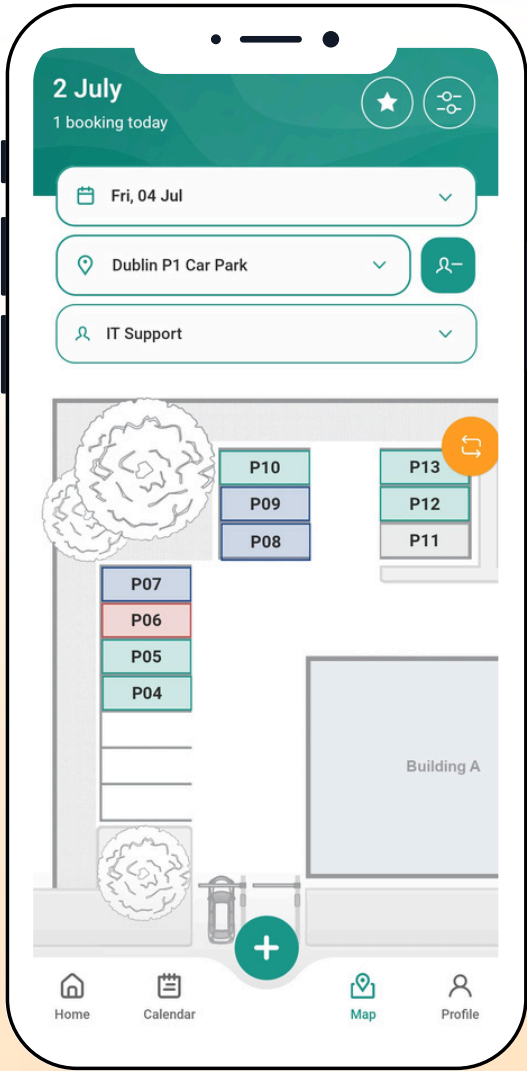 2 July
1 booking today
Fri, 04 Jul
Dublin P1 Car Park
IT Support
P10
P13
P09
P12
P08
P11
P07
P06
P05
P04
Building A
Home
Calendar
Map
Profile